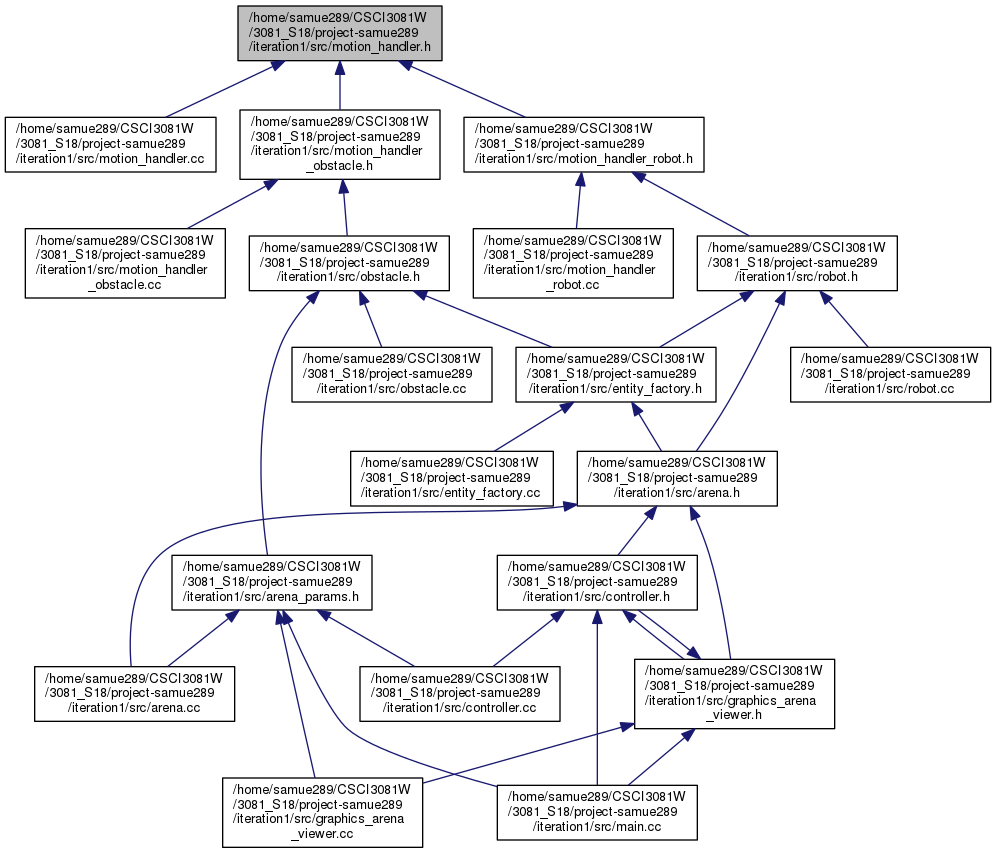 /home/samue289/CSCI3081W
/3081_S18/project-samue289
/iteration1/src/motion_handler.h
/home/samue289/CSCI3081W
/3081_S18/project-samue289
/iteration1/src/motion_handler.cc
/home/samue289/CSCI3081W
/3081_S18/project-samue289
/iteration1/src/motion_handler
_obstacle.h
/home/samue289/CSCI3081W
/3081_S18/project-samue289
/iteration1/src/motion_handler_robot.h
/home/samue289/CSCI3081W
/3081_S18/project-samue289
/iteration1/src/motion_handler
_obstacle.cc
/home/samue289/CSCI3081W
/3081_S18/project-samue289
/iteration1/src/obstacle.h
/home/samue289/CSCI3081W
/3081_S18/project-samue289
/iteration1/src/motion_handler
_robot.cc
/home/samue289/CSCI3081W
/3081_S18/project-samue289
/iteration1/src/robot.h
/home/samue289/CSCI3081W
/3081_S18/project-samue289
/iteration1/src/obstacle.cc
/home/samue289/CSCI3081W
/3081_S18/project-samue289
/iteration1/src/entity_factory.h
/home/samue289/CSCI3081W
/3081_S18/project-samue289
/iteration1/src/robot.cc
/home/samue289/CSCI3081W
/3081_S18/project-samue289
/iteration1/src/entity_factory.cc
/home/samue289/CSCI3081W
/3081_S18/project-samue289
/iteration1/src/arena.h
/home/samue289/CSCI3081W
/3081_S18/project-samue289
/iteration1/src/arena_params.h
/home/samue289/CSCI3081W
/3081_S18/project-samue289
/iteration1/src/controller.h
/home/samue289/CSCI3081W
/3081_S18/project-samue289
/iteration1/src/arena.cc
/home/samue289/CSCI3081W
/3081_S18/project-samue289
/iteration1/src/controller.cc
/home/samue289/CSCI3081W
/3081_S18/project-samue289
/iteration1/src/graphics_arena
_viewer.h
/home/samue289/CSCI3081W
/3081_S18/project-samue289
/iteration1/src/graphics_arena
_viewer.cc
/home/samue289/CSCI3081W
/3081_S18/project-samue289
/iteration1/src/main.cc